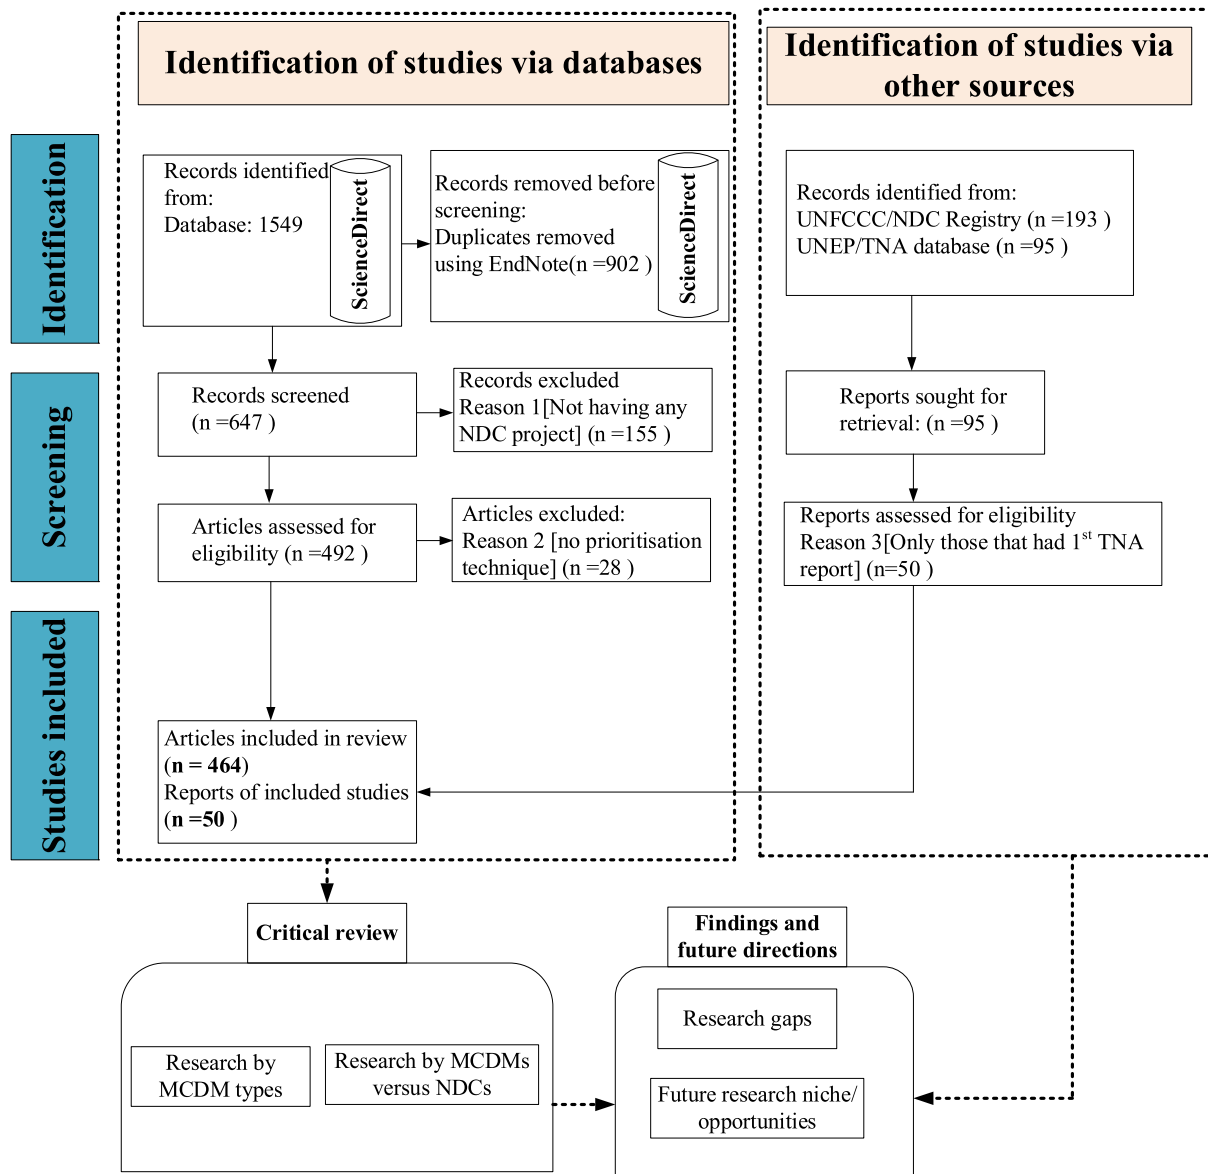 Identification of studies via databases
Identification of studies via
other sources
Identification
Records identified
from:
Database: 1549
ScienceDirect
Records removed before
screening:
Duplicates removed
using EndNote(n =902 )
ScienceDirect
Records identified from:
UNFCCC/NDC Registry (n =193 )
UNEP/TNA database (n =95 )
Screening
Records screened
(n =647 )
Records excluded
Reason 1[Not having any
NDC project] (n =155 )
Reports sought for
retrieval: (n =95 )
Articles assessed for
eligibility (n =492 )
Articles excluded:
Reason 2 [no prioritisation
technique] (n =28 )
Reports assessed for eligibility
Reason 3[Only those that had 1st TNA
report] (n=50 )
Studies included
Articles included in review
(n = 464)
Reports of included studies
(n =50 )
Critical review
Research by
MCDM types
Research by MCDMs
versus NDCs
Findings and
future directions
Research gaps
Future research niche/
opportunities